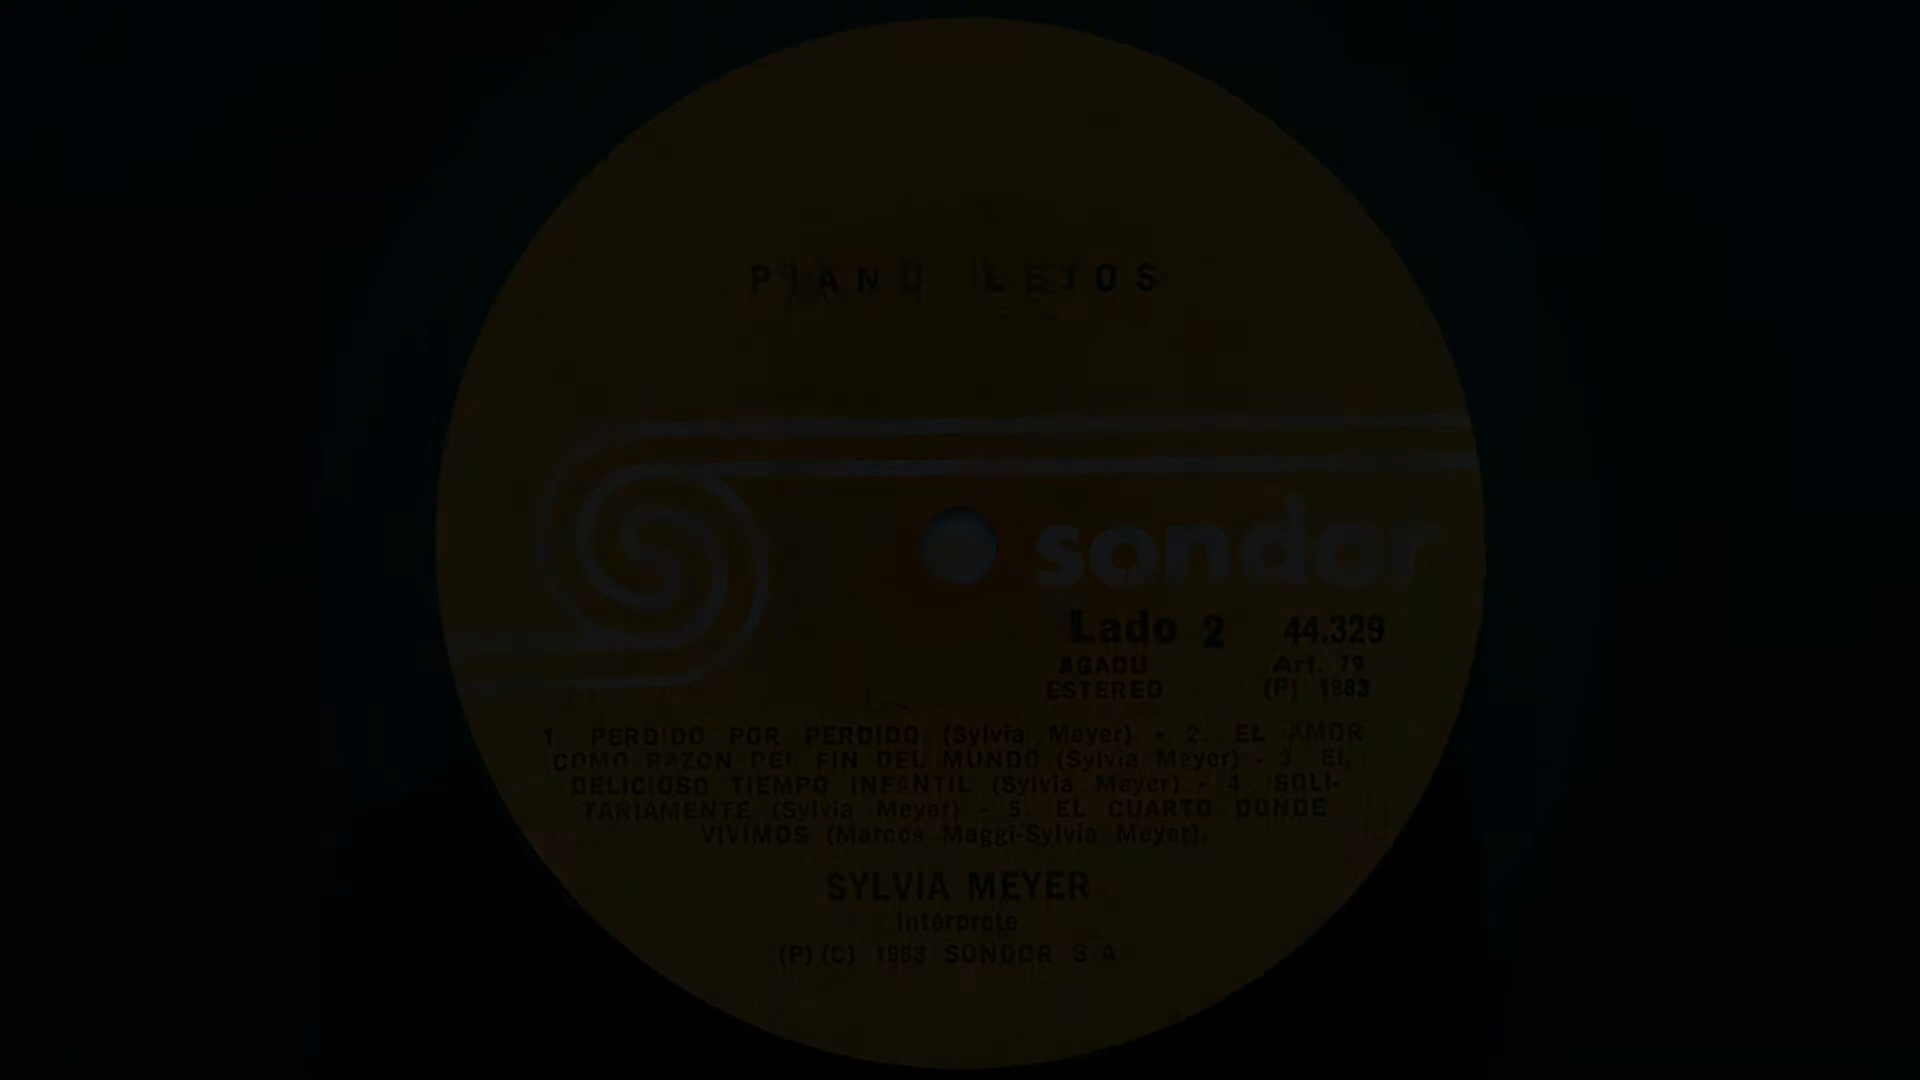 PIANO LEJOS
sondor
Lado 2 44.329
AGADU Art. 79
ESTEREO (P) 1983
1. PERDIDO POR PERDIDO (Sylvia Meyer) - 2. EL AMOR
COMO RAZON DEL FIN DEL MUNDO (Sylvia Meyer) - 3 EL
DELICIOSO TIEMPO INFANTIL (Sylvia Meyer) - 4 SOLI-
TARIAMENTE (Sylvia Meyer) - 5. EL CUARTO DONDE
VIVIMOS (Marcos Maggi-Sylvia Meyer).
SYLVIA MEYER
Intérprete
(P) (C) 1983 SONDOR S A